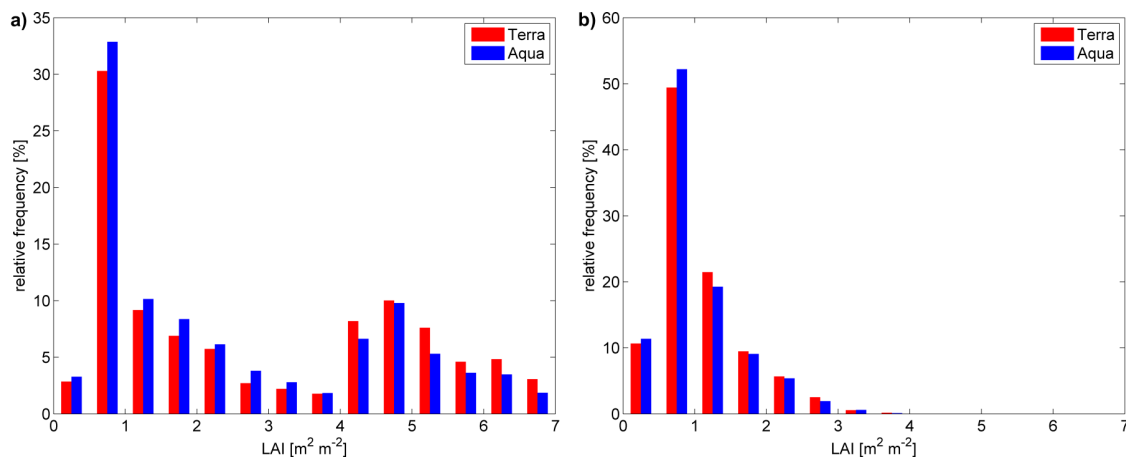 a)
35
30
25
20
15
10
5
0
relative frequency [%]
Terra
Aqua
0 1 2 3 4 5 6 7
LAI [m² m⁻²]
b)
60
50
40
30
20
10
0
relative frequency [%]
Terra
Aqua
0 1 2 3 4 5 6 7
LAI [m² m⁻²]